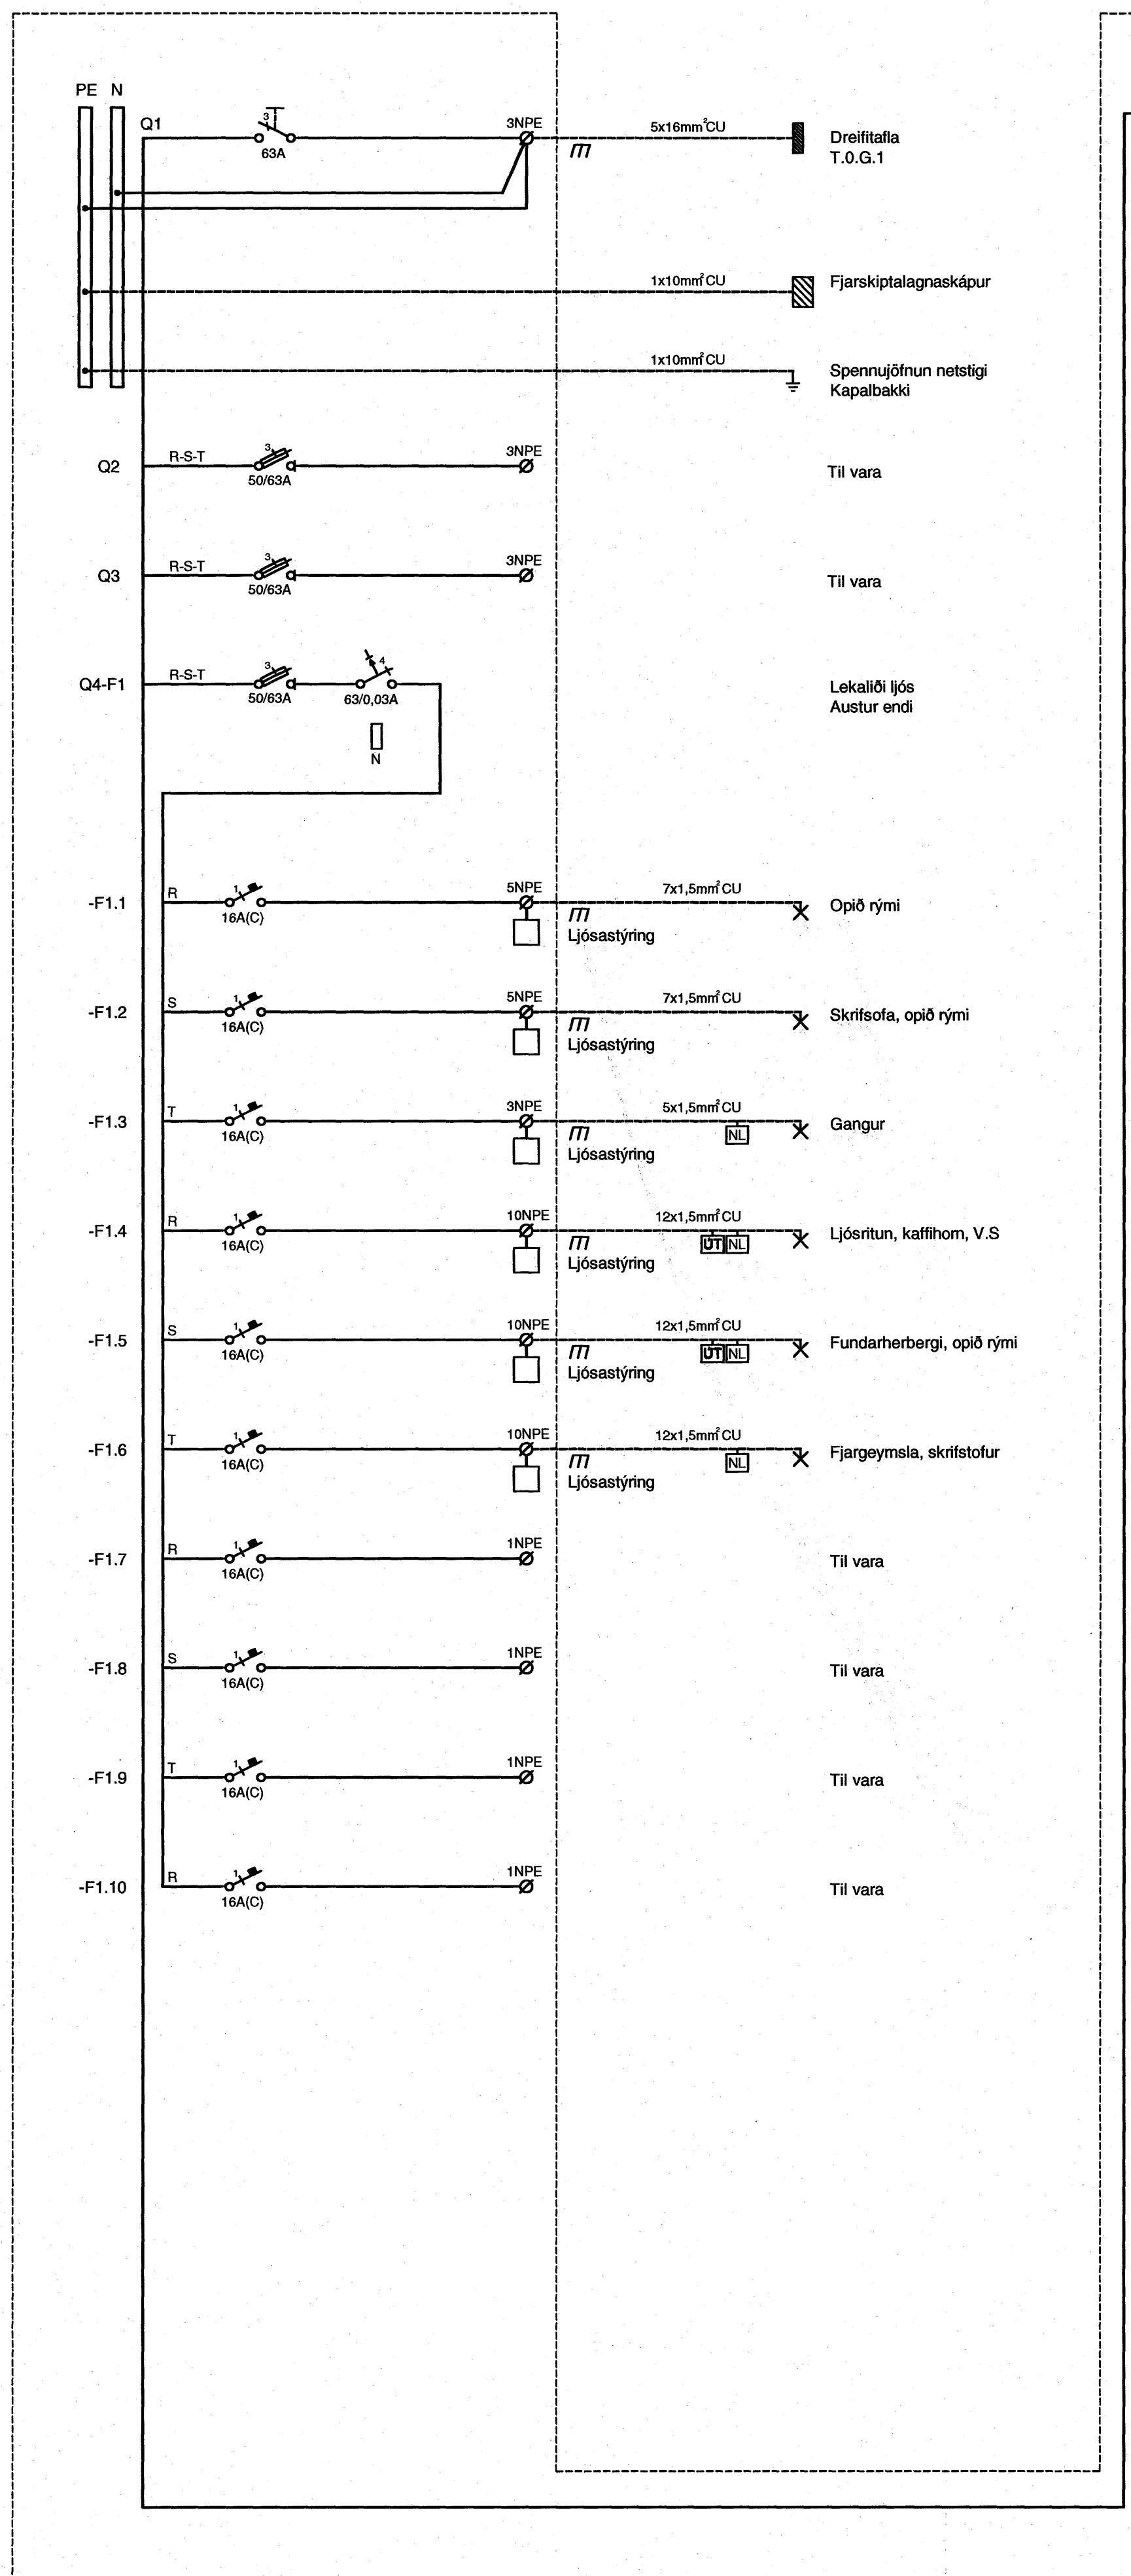 PE N
Q1
3
63A
3NPE
5x16mm²CU
Dreifitafla
T.0.G.1
1x10mm²CU
Fjarskiptalagnaskápur
1x10mm²CU
Spennujöfnun netstigi
Kapalbakki
Q2
R-S-T
3
50/63A
3NPE
Til vara
Q3
R-S-T
3
50/63A
3NPE
Til vara
Q4-F1
R-S-T
3
50/63A
4
63/0,03A
N
Lekaliði ljós
Austur endi
-F1.1
R
1
16A(C)
5NPE
7x1,5mm²CU
Ljósastýring
Opið rými
-F1.2
S
1
16A(C)
5NPE
7x1,5mm²CU
Ljósastýring
Skrifsofa, opið rými
-F1.3
T
1
16A(C)
3NPE
5x1,5mm²CU
NL
Ljósastýring
Gangur
-F1.4
R
1
16A(C)
10NPE
12x1,5mm²CU
ÚT NL
Ljósastýring
Ljósritun, kaffihorn, V.S
-F1.5
S
1
16A(C)
10NPE
12x1,5mm²CU
ÚT NL
Ljósastýring
Fundarherbergi, opið rými
-F1.6
T
1
16A(C)
10NPE
12x1,5mm²CU
NL
Ljósastýring
Fjargeymsla, skrifstofur
-F1.7
R
1
16A(C)
1NPE
Til vara
-F1.8
S
1
16A(C)
1NPE
Til vara
-F1.9
T
1
16A(C)
1NPE
Til vara
-F1.10
R
1
16A(C)
1NPE
Til vara